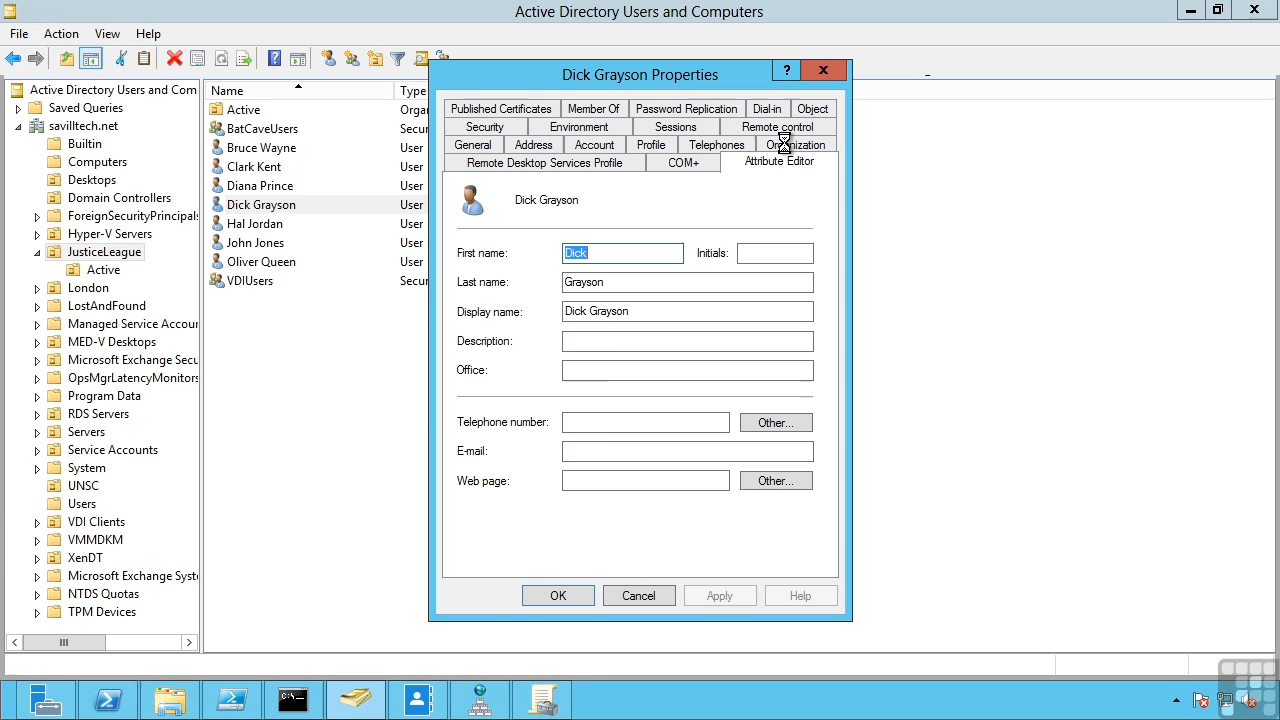 Active Directory Users and Computers
File Action View Help
Active Directory Users and Com
Saved Queries
savilltech.net
Builtin
Computers
Desktops
Domain Controllers
ForeignSecurityPrincipals
Hyper-V Servers
JusticeLeague
Active
London
LostAndFound
Managed Service Accour
MED-V Desktops
Microsoft Exchange Secu
OpsMgrLatencyMonitors
Program Data
RDS Servers
Servers
Service Accounts
System
UNSC
Users
VDI Clients
VMMDKM
XenDT
Microsoft Exchange Syst
NTDS Quotas
TPM Devices
Name Type
Active Orga
BatCaveUsers Secu
Bruce Wayne User
Clark Kent User
Diana Prince User
Dick Grayson User
Hal Jordan User
John Jones User
Oliver Queen User
VDIUsers Secu
Dick Grayson Properties
Published Certificates Member Of Password Replication Dial-in Object
Security Environment Sessions Remote control
General Address Account Profile Telephones Organization
Remote Desktop Services Profile COM+ Attribute Editor
Dick Grayson
First name: Dick Initials:
Last name: Grayson
Display name: Dick Grayson
Description:
Office:
Telephone number: Other...
E-mail:
Web page: Other...
OK Cancel Apply Help